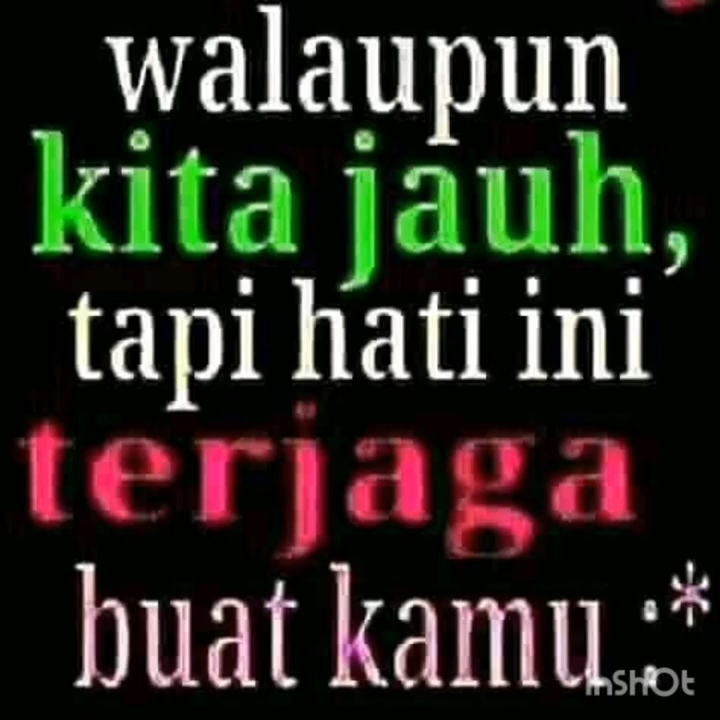 walaupun
kita jauh,
tapi hati ini
terjaga
buat kamu :*
InShOt